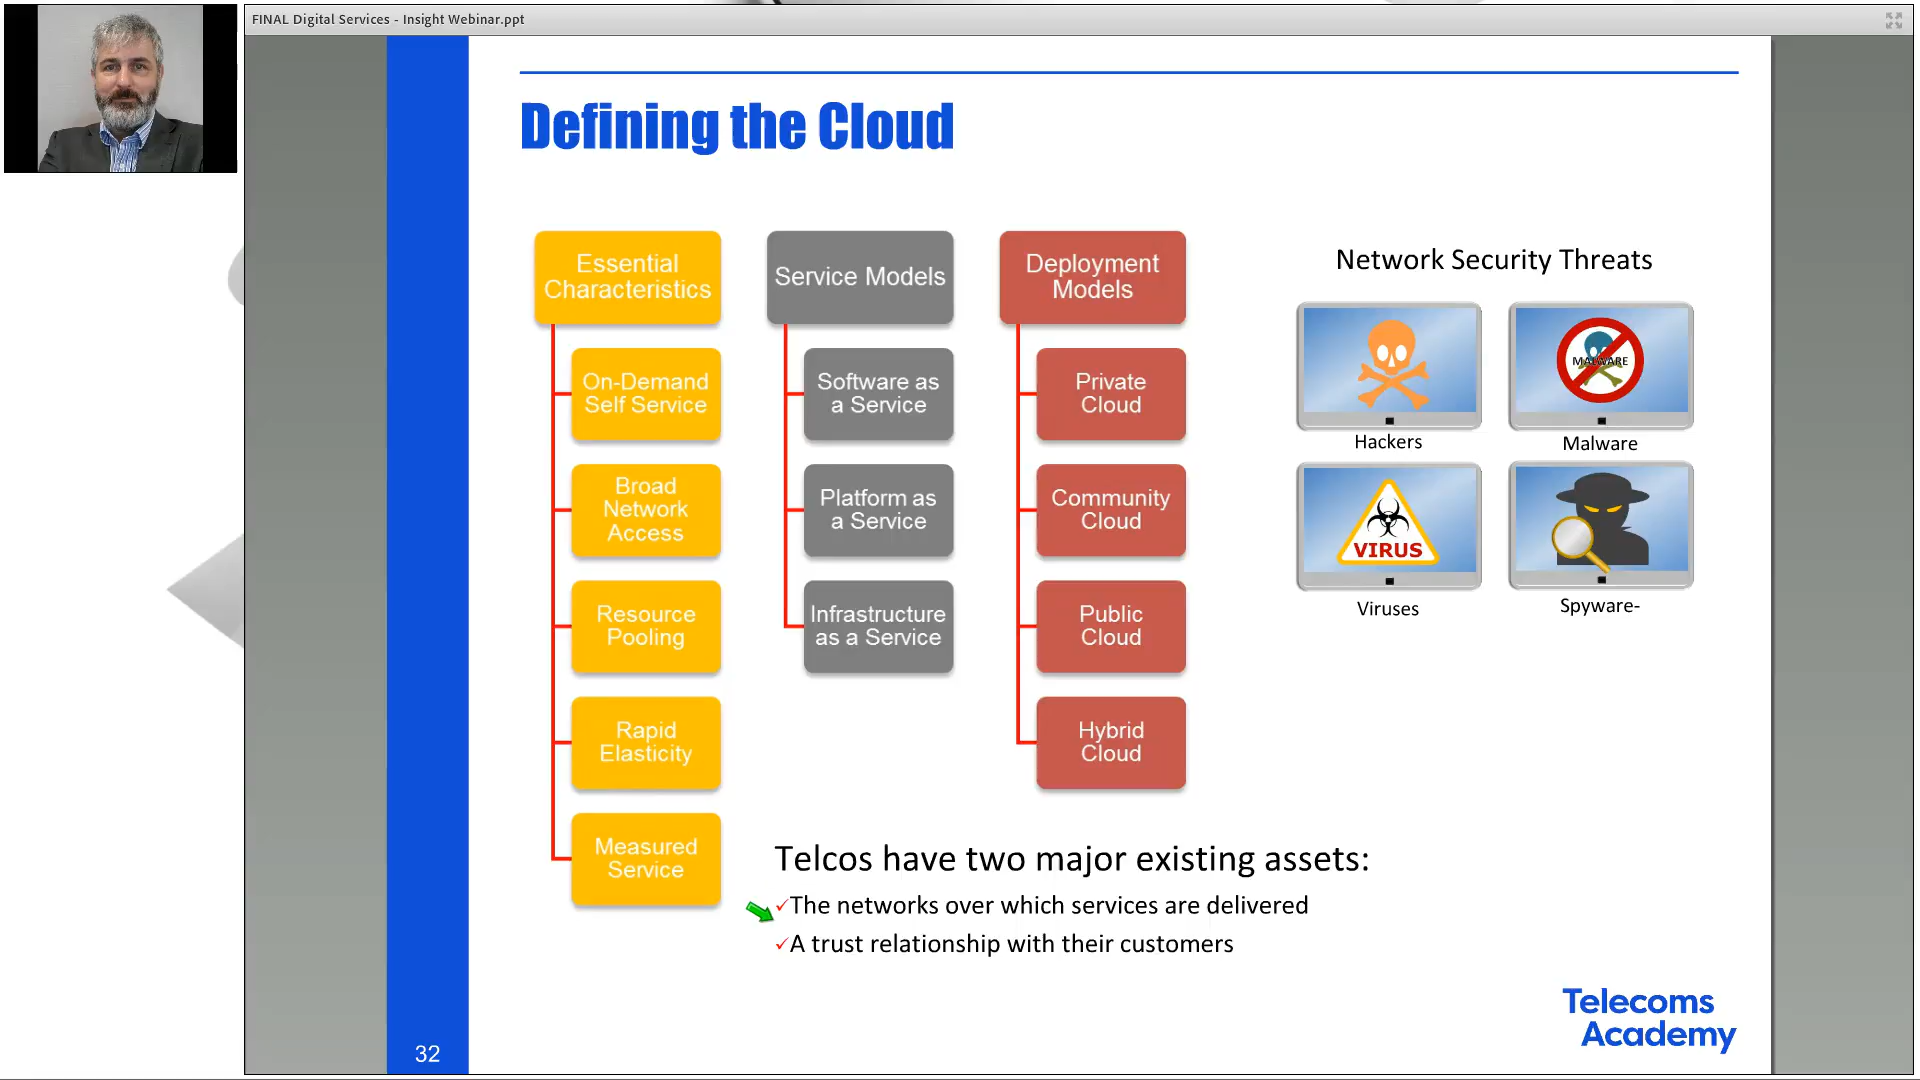 FINAL Digital Services - Insight Webinar.ppt
Defining the Cloud
Essential
Characteristics
On-Demand
Self Service
Broad
Network
Access
Resource
Pooling
Rapid
Elasticity
Measured
Service
Service Models
Software as
a Service
Platform as
a Service
Infrastructure
as a Service
Deployment
Models
Private
Cloud
Community
Cloud
Public
Cloud
Hybrid
Cloud
Network Security Threats
Hackers
MALWARE
Malware
VIRUS
Viruses
Spyware-
Telcos have two major existing assets:
✓The networks over which services are delivered
✓A trust relationship with their customers
Telecoms
Academy
32